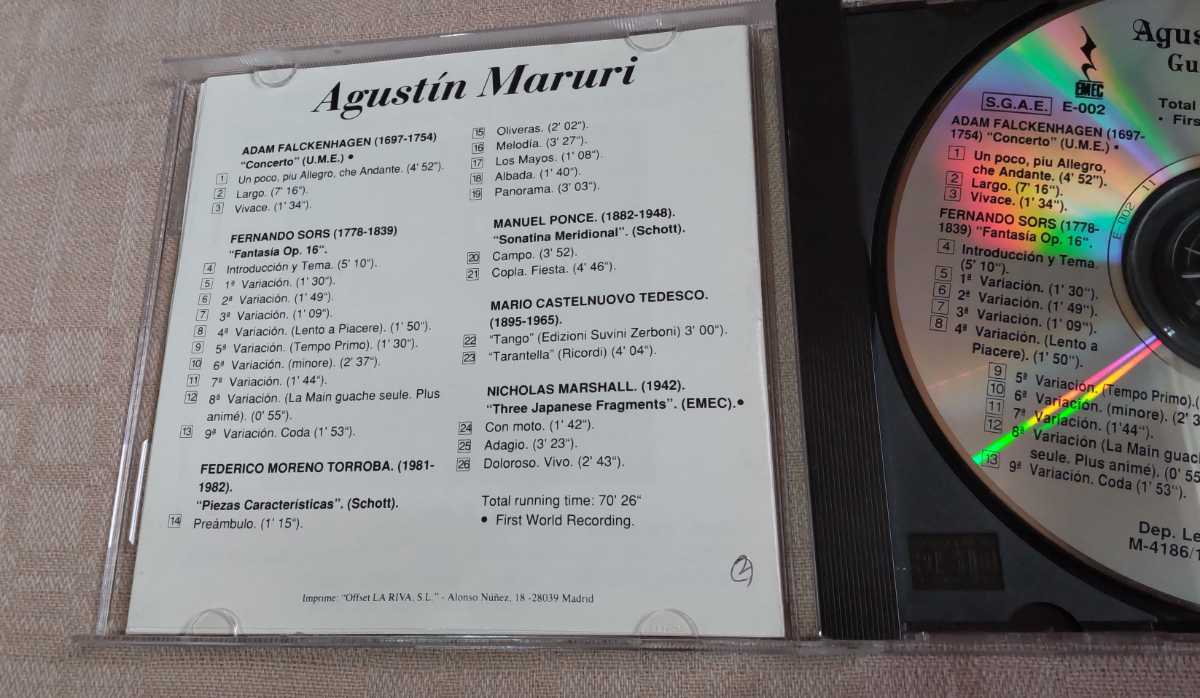 Agustín Maruri
ADAM FALCKENHAGEN (1697-1754)
“Concerto” (U.M.E.) •
1 Un poco, piu Allegro, che Andante. (4' 52“).
2 Largo. (7' 16“).
3 Vivace. (1' 34“).
FERNANDO SORS (1778-1839)
“Fantasía Op. 16“.
4 Introducción y Tema. (5' 10“).
5 1ª Variación. (1' 30“).
6 2ª Variación. (1' 49“).
7 3ª Variación. (1' 09“).
8 4ª Variación. (Lento a Piacere). (1' 50“).
9 5ª Variación. (Tempo Primo). (1' 30“).
10 6ª Variación. (minore). (2' 37“).
11 7ª Variación. (1' 44“).
12 8ª Variación. (La Main guache seule. Plus
animé). (0' 55“).
13 9ª Variación. Coda (1' 53“).
FEDERICO MORENO TORROBA. (1981-
1982).
“Piezas Características”. (Schott).
14 Preámbulo. (1' 15“).
15 Oliveras. (2' 02“).
16 Melodía. (3' 27“).
17 Los Mayos. (1' 08“).
18 Albada. (1' 40“).
19 Panorama. (3' 03“).
MANUEL PONCE. (1882-1948).
“Sonatina Meridional”. (Schott).
20 Campo. (3' 52).
21 Copla. Fiesta. (4' 46“).
MARIO CASTELNUOVO TEDESCO.
(1895-1965).
22 “Tango” (Edizioni Suvini Zerboni) 3' 00“).
23 “Tarantella” (Ricordi) (4' 04“).
NICHOLAS MARSHALL. (1942).
“Three Japanese Fragments”. (EMEC).•
24 Con moto. (1' 42“).
25 Adagio. (3' 23“).
26 Doloroso. Vivo. (2' 43“).
Total running time: 70' 26“
• First World Recording.
2
Imprime: “Offset LA RIVA, S.L.” - Alonso Núñez, 18 -28039 Madrid
Agus
Gu
EMEC
S.G.A.E. E-002
Total
• Firs
ADAM FALCKENHAGEN (1697-
1754) “Concerto” (U.M.E.) •
1 Un poco, piu Allegro,
che Andante. (4' 52“).
2 Largo. (7' 16“).
3 Vivace. (1' 34“).
FERNANDO SORS (1778-
1839) “Fantasía Op. 16“.
4 Introducción y Tema.
(5' 10“).
5 1ª Variación. (1' 30“).
6 2ª Variación. (1' 49“).
7 3ª Variación. (1' 09“).
8 4ª Variación. (Lento a
Piacere). (1' 50“).
9 5ª Variación. (Tempo Primo).(
10 6ª Variación. (minore). (2' 3
11 7ª Variación. (1'44“).
12 8ª Variación (La Main guache
seule. Plus animé). (0' 55
13 9ª Variación. Coda (1' 53“).
Dep. Le
M-4186/1
E 002 11